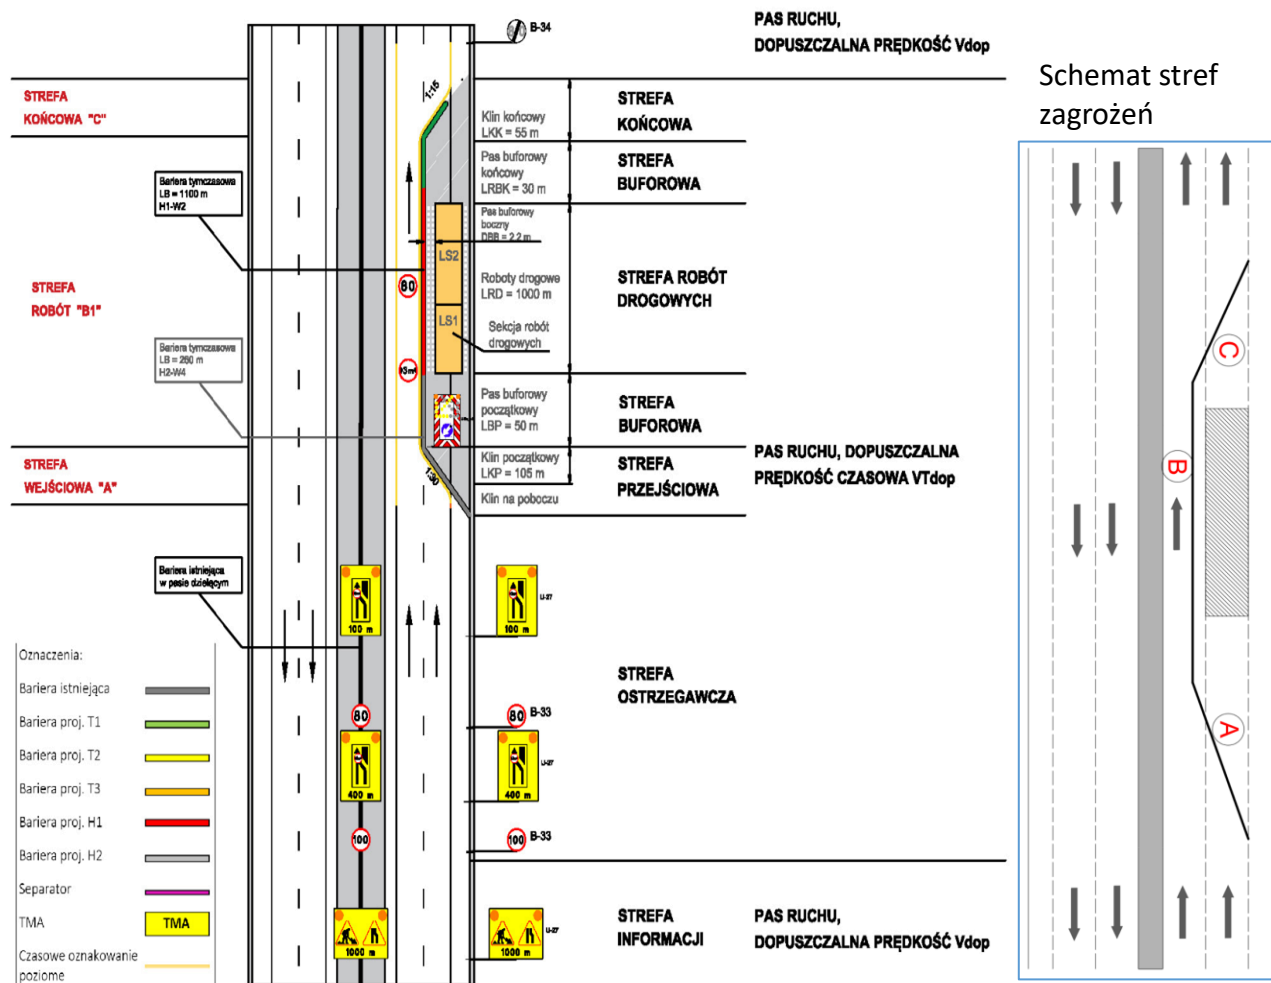 B-34
PAS RUCHU,
DOPUSZCZALNA PRĘDKOŚĆ Vdop
Schemat stref
zagrożeń
STREFA
KOŃCOWA "C"
1:15
Klin końcowy
LKK = 55 m
STREFA
KOŃCOWA
Pas buforowy
końcowy
LRBK = 30 m
STREFA
BUFOROWA
Bariera tymczasowa
LB = 1100 m
H1-W2
Pas buforowy
boczny
DBB = 2.2 m
LS2
80
STREFA
ROBÓT "B1"
Roboty drogowe
LRD = 1000 m
STREFA ROBÓT
DROGOWYCH
LS1
Sekcja robót
drogowych
Bariera tymczasowa
LB = 260 m
H2-W4
Pas buforowy
początkowy
LBP = 50 m
STREFA
BUFOROWA
STREFA
WEJŚCIOWA "A"
1:30
Klin początkowy
LKP = 105 m
Klin na poboczu
STREFA
PRZEJŚCIOWA
PAS RUCHU, DOPUSZCZALNA
PRĘDKOŚĆ CZASOWA VTdop
C
B
A
Bariera istniejąca
w pasie dzielącym
100 m
100 m
U-27
STREFA
OSTRZEGAWCZA
80
80
B-33
400 m
400 m
U-27
100
100
B-33
1000 m
1000 m
U-27
STREFA
INFORMACJI
PAS RUCHU,
DOPUSZCZALNA PRĘDKOŚĆ Vdop
Oznaczenia:
Bariera istniejąca
Bariera proj. T1
Bariera proj. T2
Bariera proj. T3
Bariera proj. H1
Bariera proj. H2
Separator
TMA
TMA
Czasowe oznakowanie
poziome